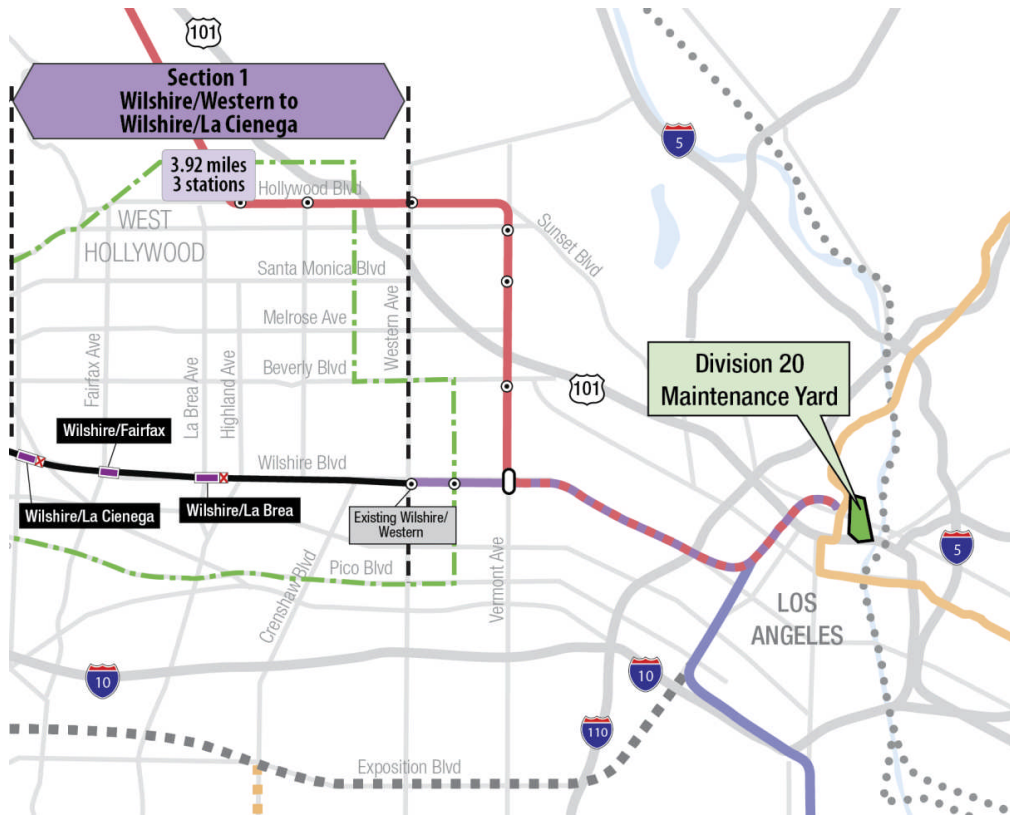 101
Section 1
Wilshire/Western to
Wilshire/La Cienega
5
3.92 miles
3 stations
Hollywood Blvd
WEST
HOLLYWOOD
Sunset Blvd
Santa Monica Blvd
Melrose Ave
Western Ave
Fairfax Ave
La Brea Ave
Highland Ave
Beverly Blvd
101
Division 20
Maintenance Yard
Wilshire/Fairfax
Wilshire Blvd
Wilshire/La Cienega
Wilshire/La Brea
Existing Wilshire/
Western
5
Pico Blvd
Crenshaw Blvd
Vermont Ave
LOS
ANGELES
10
10
110
Exposition Blvd